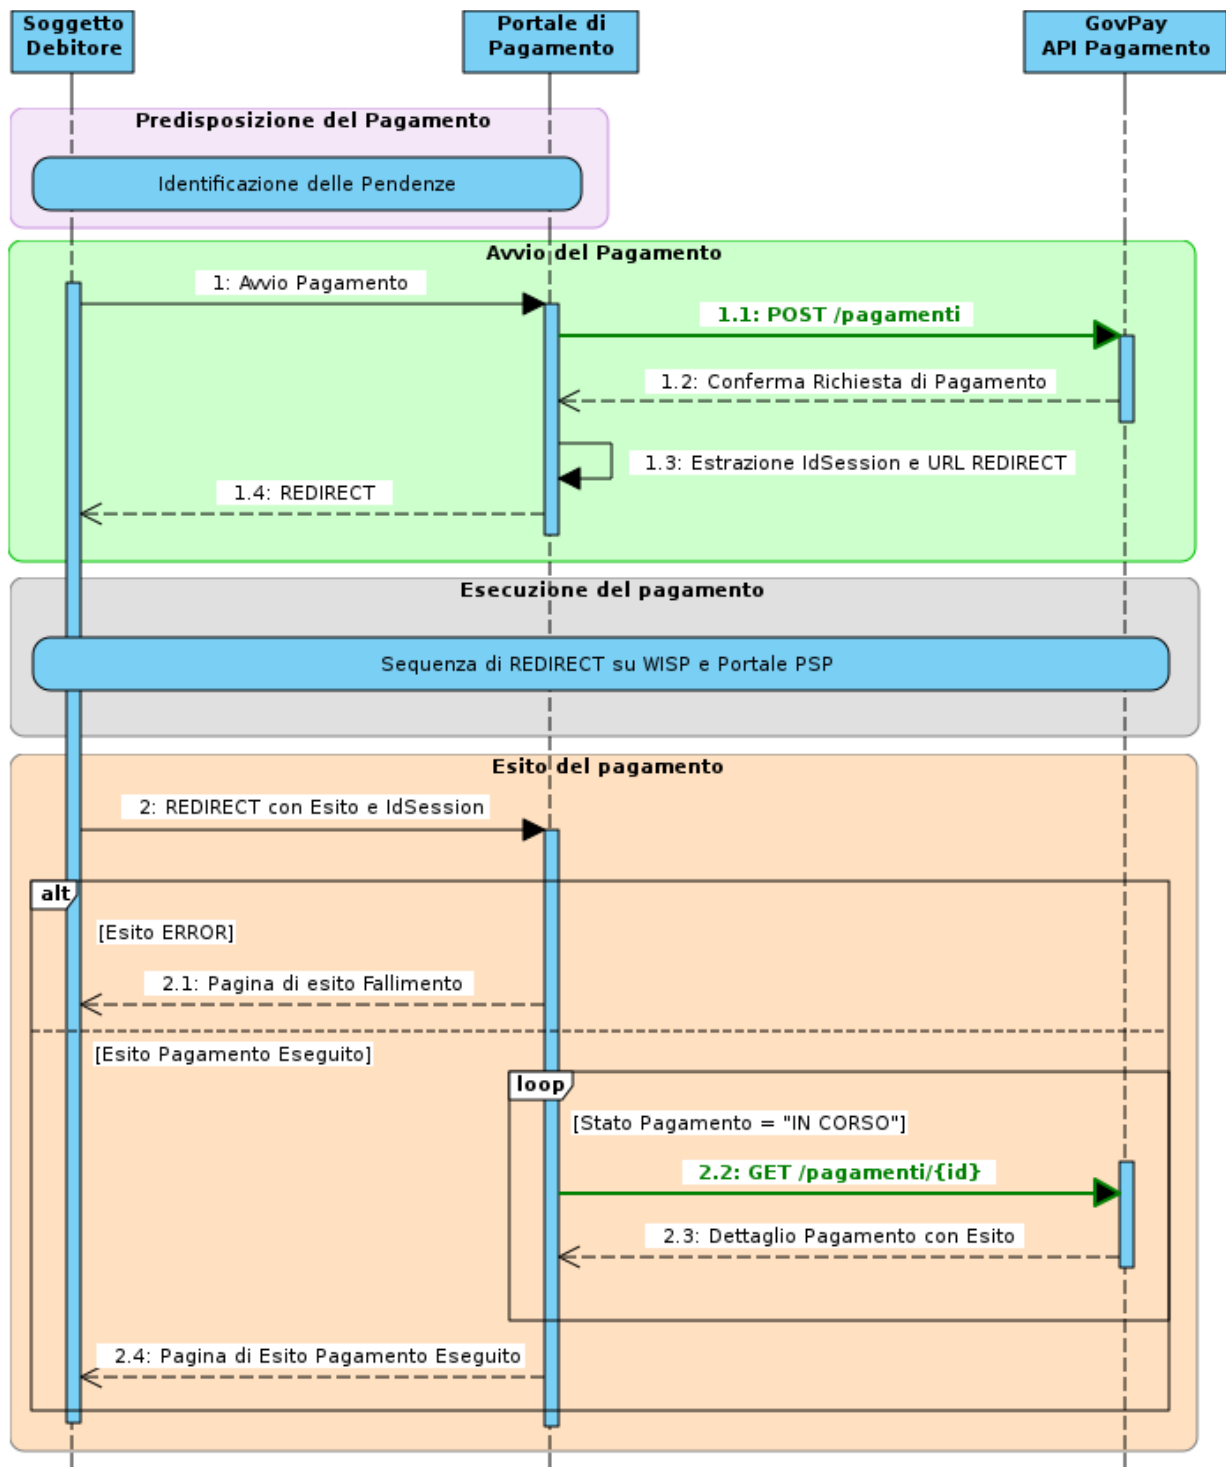 Soggetto
Debitore
Portale di
Pagamento
GovPay
API Pagamento
Predisposizione del Pagamento
Identificazione delle Pendenze
Avvio del Pagamento
1: Avvio Pagamento
1.1: POST /pagamenti
1.2: Conferma Richiesta di Pagamento
1.3: Estrazione IdSession e URL REDIRECT
1.4: REDIRECT
Esecuzione del pagamento
Sequenza di REDIRECT su WISP e Portale PSP
Esito del pagamento
2: REDIRECT con Esito e IdSession
alt
[Esito ERROR]
2.1: Pagina di esito Fallimento
[Esito Pagamento Eseguito]
loop
[Stato Pagamento = "IN CORSO"]
2.2: GET /pagamenti/{id}
2.3: Dettaglio Pagamento con Esito
2.4: Pagina di Esito Pagamento Eseguito